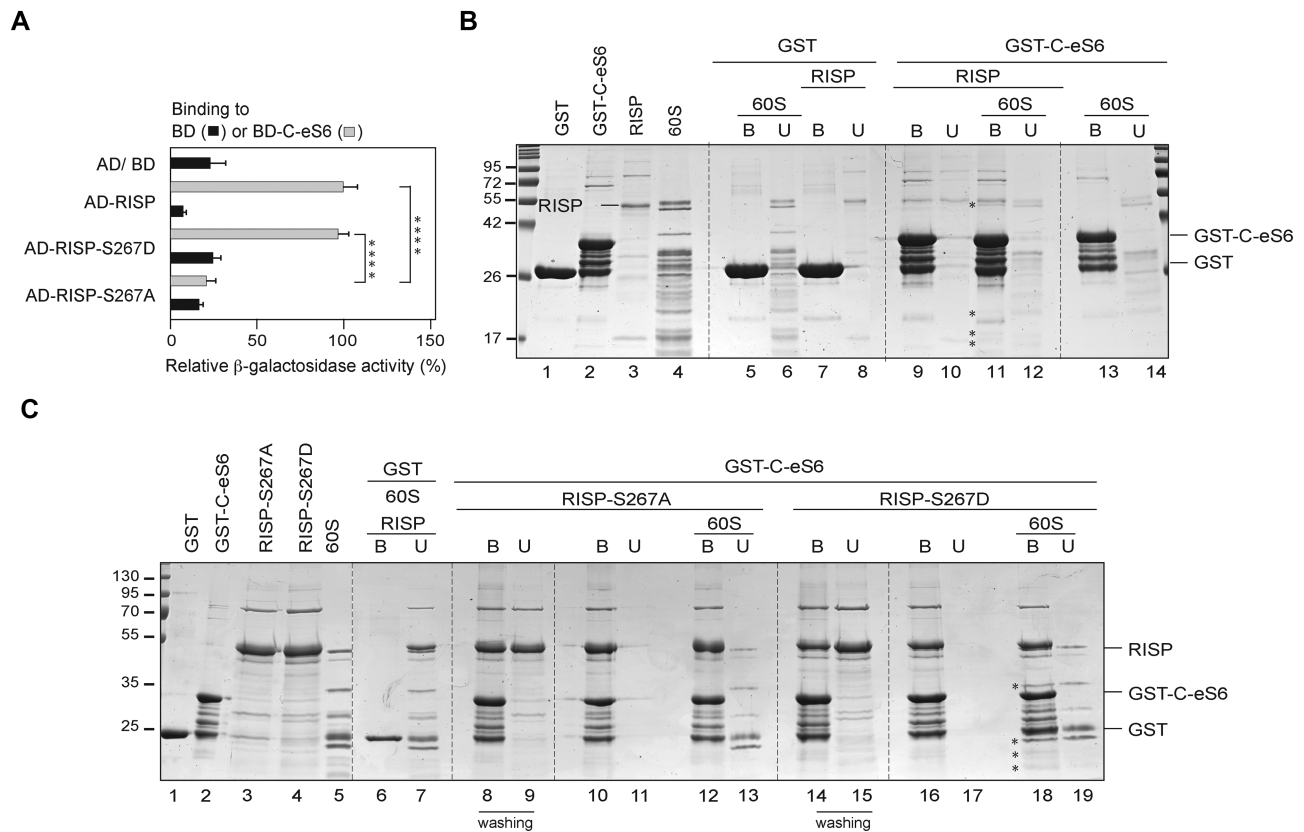 A
Binding to
BD (■) or BD-C-eS6 (■)
AD/ BD
AD-RISP
AD-RISP-S267D
AD-RISP-S267A
****
****
0 50 100 150
Relative β-galactosidase activity (%)
B
GST GST-C-eS6
RISP RISP
60S 60S 60S
GST GST-C-eS6 RISP 60S B U B U B U B U B U
95
72
55
42
26
17
RISP
*
*
*
*
GST-C-eS6
GST
1 2 3 4 5 6 7 8 9 10 11 12 13 14
C
GST GST-C-eS6
60S RISP-S267A RISP-S267D
RISP 60S 60S
GST GST-C-eS6 RISP-S267A RISP-S267D 60S B U B U B U B U B U B U B U
130
95
70
55
35
25
*
*
*
*
RISP
GST-C-eS6
GST
1 2 3 4 5 6 7 8 9 10 11 12 13 14 15 16 17 18 19
washing washing